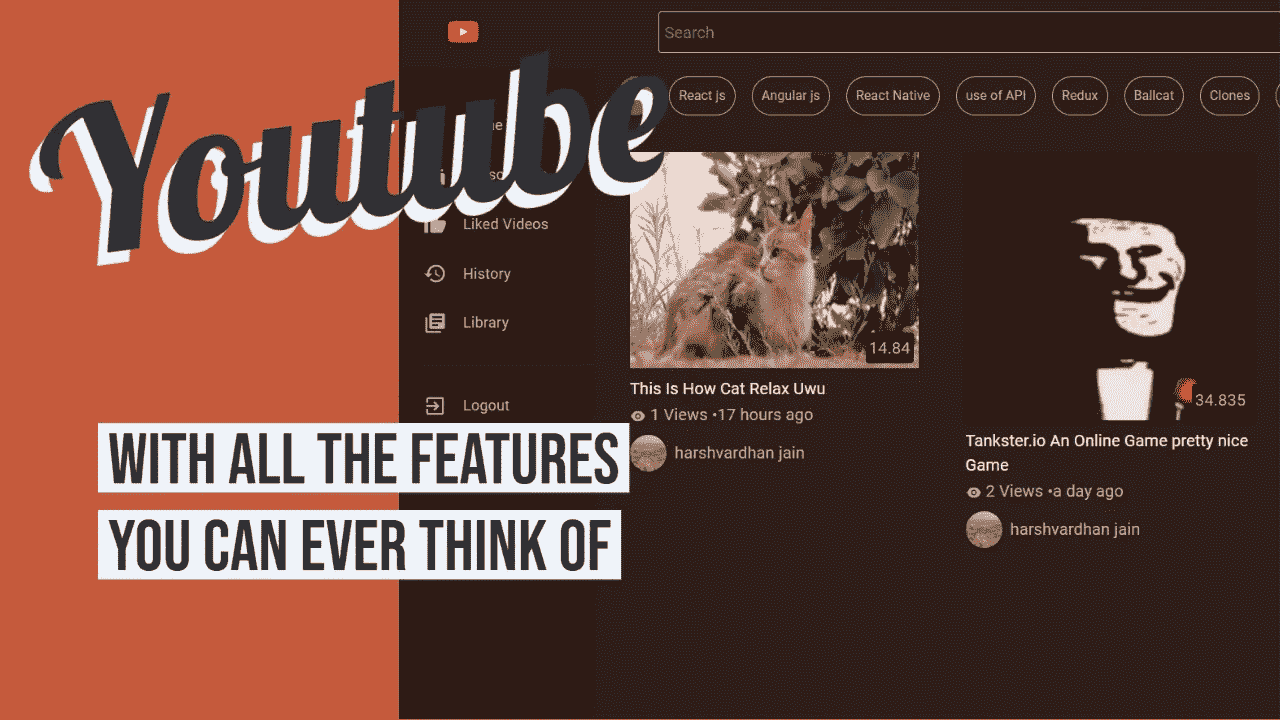 Youtube
Search
React js
Angular js
React Native
use of API
Redux
Ballcat
Clones
Liked Videos
History
Library
Logout
WITH ALL THE FEATURES
YOU CAN EVER THINK OF
14.84
This Is How Cat Relax Uwu
1 Views •17 hours ago
harshvardhan jain
34.835
Tankster.io An Online Game pretty nice
Game
2 Views •a day ago
harshvardhan jain